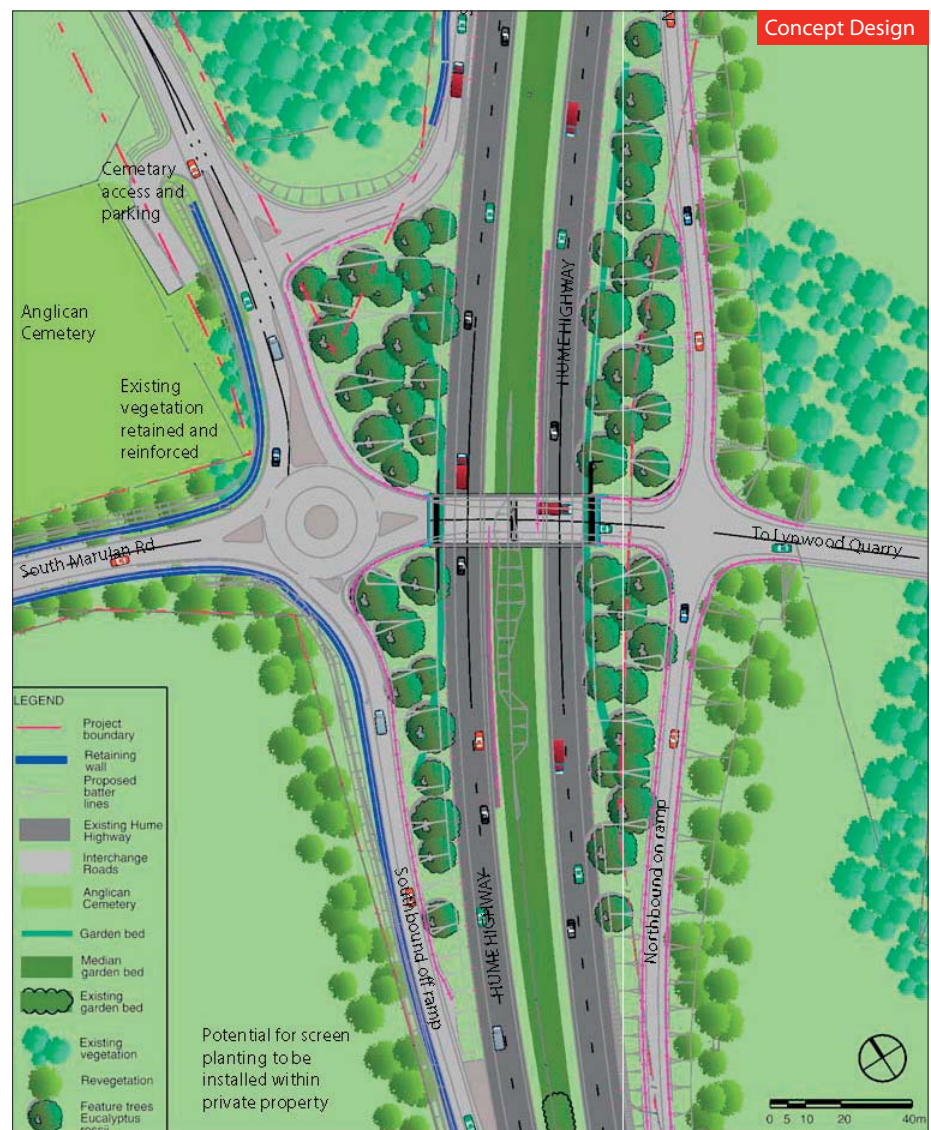 Concept Design
Cemetary
access and
parking
Anglican
Cemetery
Existing
vegetation
retained and
reinforced
HUME HIGHWAY
South Marulan Rd
To Lynwood Quarry
HUME HIGHWAY
Southbound off ramp
Northbound on ramp
Potential for screen
planting to be
installed within
private property
LEGEND
Project
boundary
Retaining
wall
Proposed
batter
lines
Existing Hume
Highway
Interchange
Roads
Anglican
Cemetery
Garden bed
Median
garden bed
Existing
garden bed
Existing
vegetation
Revegetation
Feature trees
Eucalyptus
0 5 10 20 40m